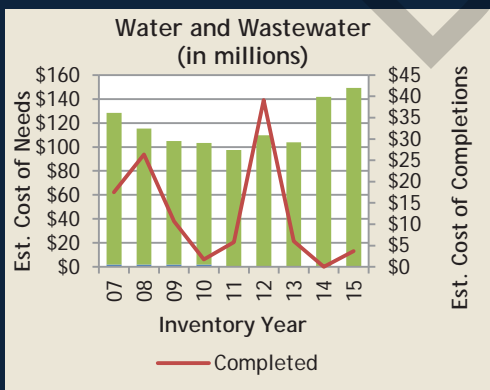 Water and Wastewater
(in millions)
Est. Cost of Needs
$160
$140
$120
$100
$80
$60
$40
$20
$0
$45
$40
$35
$30
$25
$20
$15
$10
$5
$0
Est. Cost of Completions
07 08 09 10 11 12 13 14 15
Inventory Year
Completed